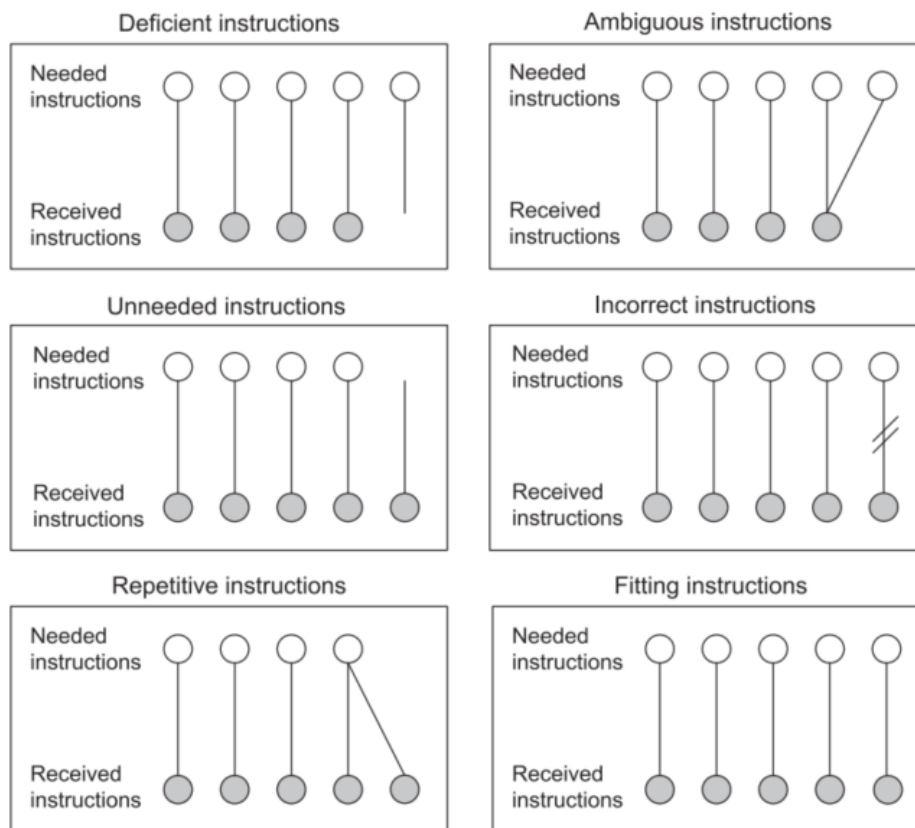 Deficient instructions
Needed
instructions
Received
instructions
Ambiguous instructions
Needed
instructions
Received
instructions
Unneeded instructions
Needed
instructions
Received
instructions
Incorrect instructions
Needed
instructions
Received
instructions
Repetitive instructions
Needed
instructions
Received
instructions
Fitting instructions
Needed
instructions
Received
instructions